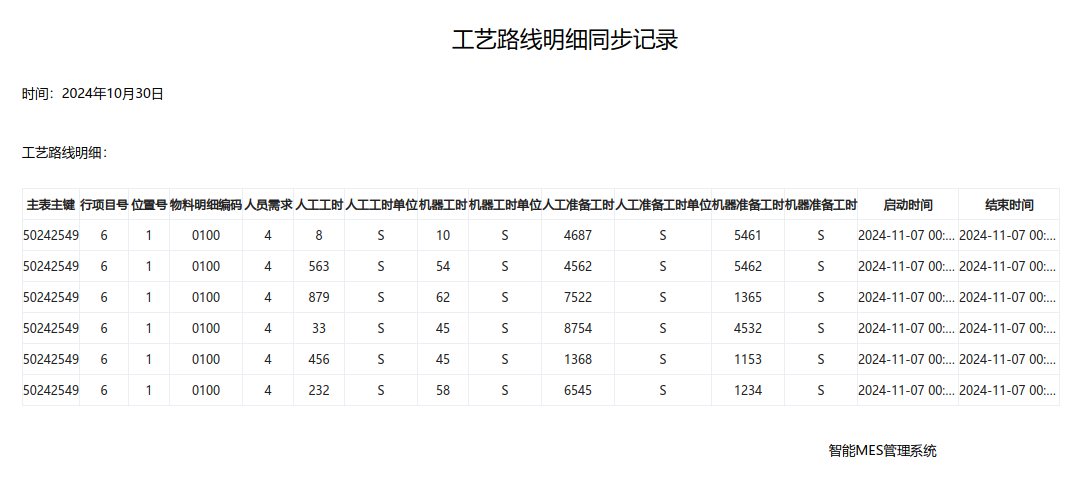 工艺路线明细同步记录
时间：2024年10月30日
工艺路线明细：
主表主键 行项目号 位置号 物料明细编码 人员需求 人工工时 人工工时单位 机器工时 机器工时单位 人工准备工时 人工准备工时单位 机器准备工时 机器准备工时 启动时间 结束时间
50242549 6 1 0100 4 8 S 10 S 4687 S 5461 S 2024-11-07 00:... 2024-11-07 00:...
50242549 6 1 0100 4 563 S 54 S 4562 S 5462 S 2024-11-07 00:... 2024-11-07 00:...
50242549 6 1 0100 4 879 S 62 S 7522 S 1365 S 2024-11-07 00:... 2024-11-07 00:...
50242549 6 1 0100 4 33 S 45 S 8754 S 4532 S 2024-11-07 00:... 2024-11-07 00:...
50242549 6 1 0100 4 456 S 45 S 1368 S 1153 S 2024-11-07 00:... 2024-11-07 00:...
50242549 6 1 0100 4 232 S 58 S 6545 S 1234 S 2024-11-07 00:... 2024-11-07 00:...
智能MES管理系统